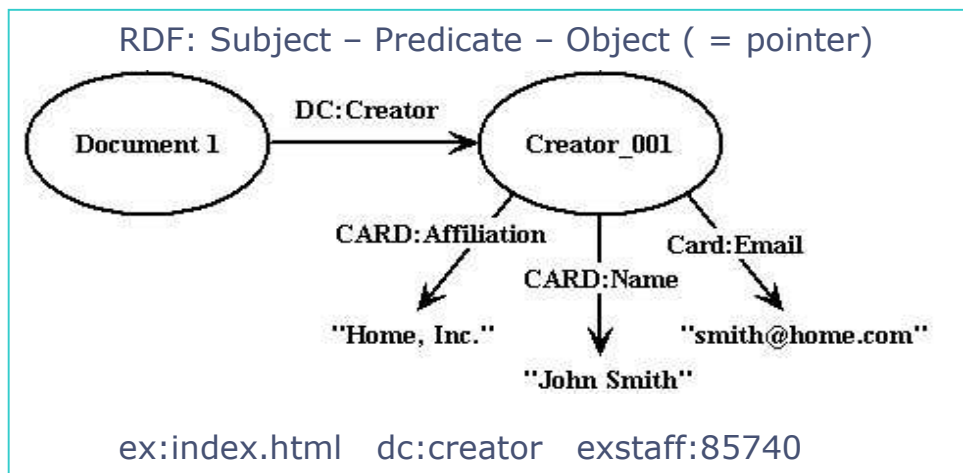 RDF: Subject – Predicate – Object ( = pointer)
DC:Creator
Document 1
Creator_001
CARD:Affiliation
Card:Email
CARD:Name
"Home, Inc."
"smith@home.com"
"John Smith"
ex:index.html dc:creator exstaff:85740